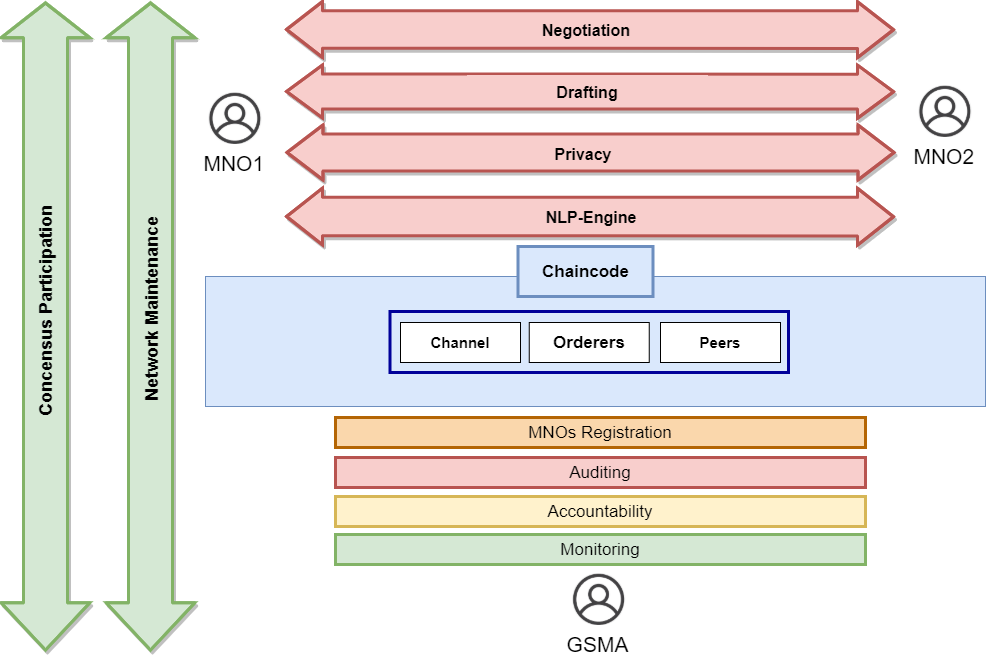 Negotiation
Drafting
MNO1
MNO2
Privacy
NLP-Engine
Concensus Participation
Network Maintenance
Chaincode
Channel
Orderers
Peers
MNOs Registration
Auditing
Accountability
Monitoring
GSMA